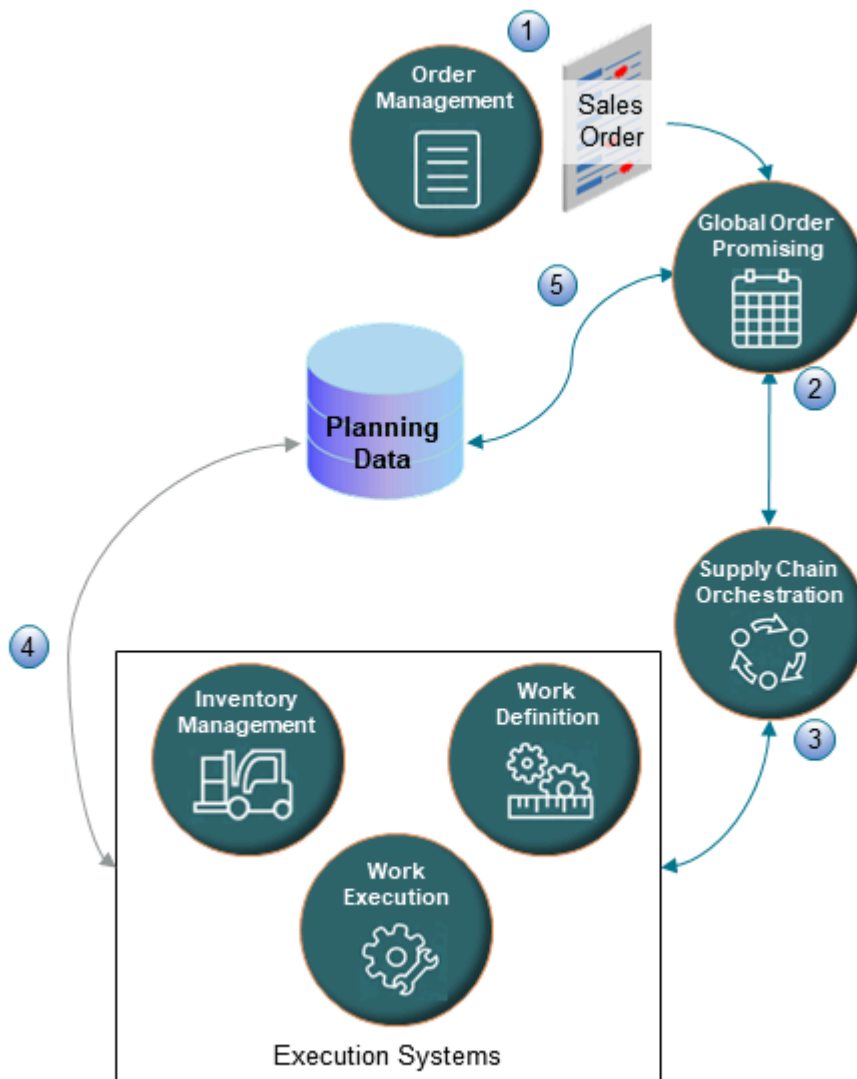 1
Order
Management
Sales
Order
Global Order
Promising
5
2
Planning
Data
Supply Chain
Orchestration
4
3
Inventory
Management
Work
Definition
Work
Execution
Execution Systems